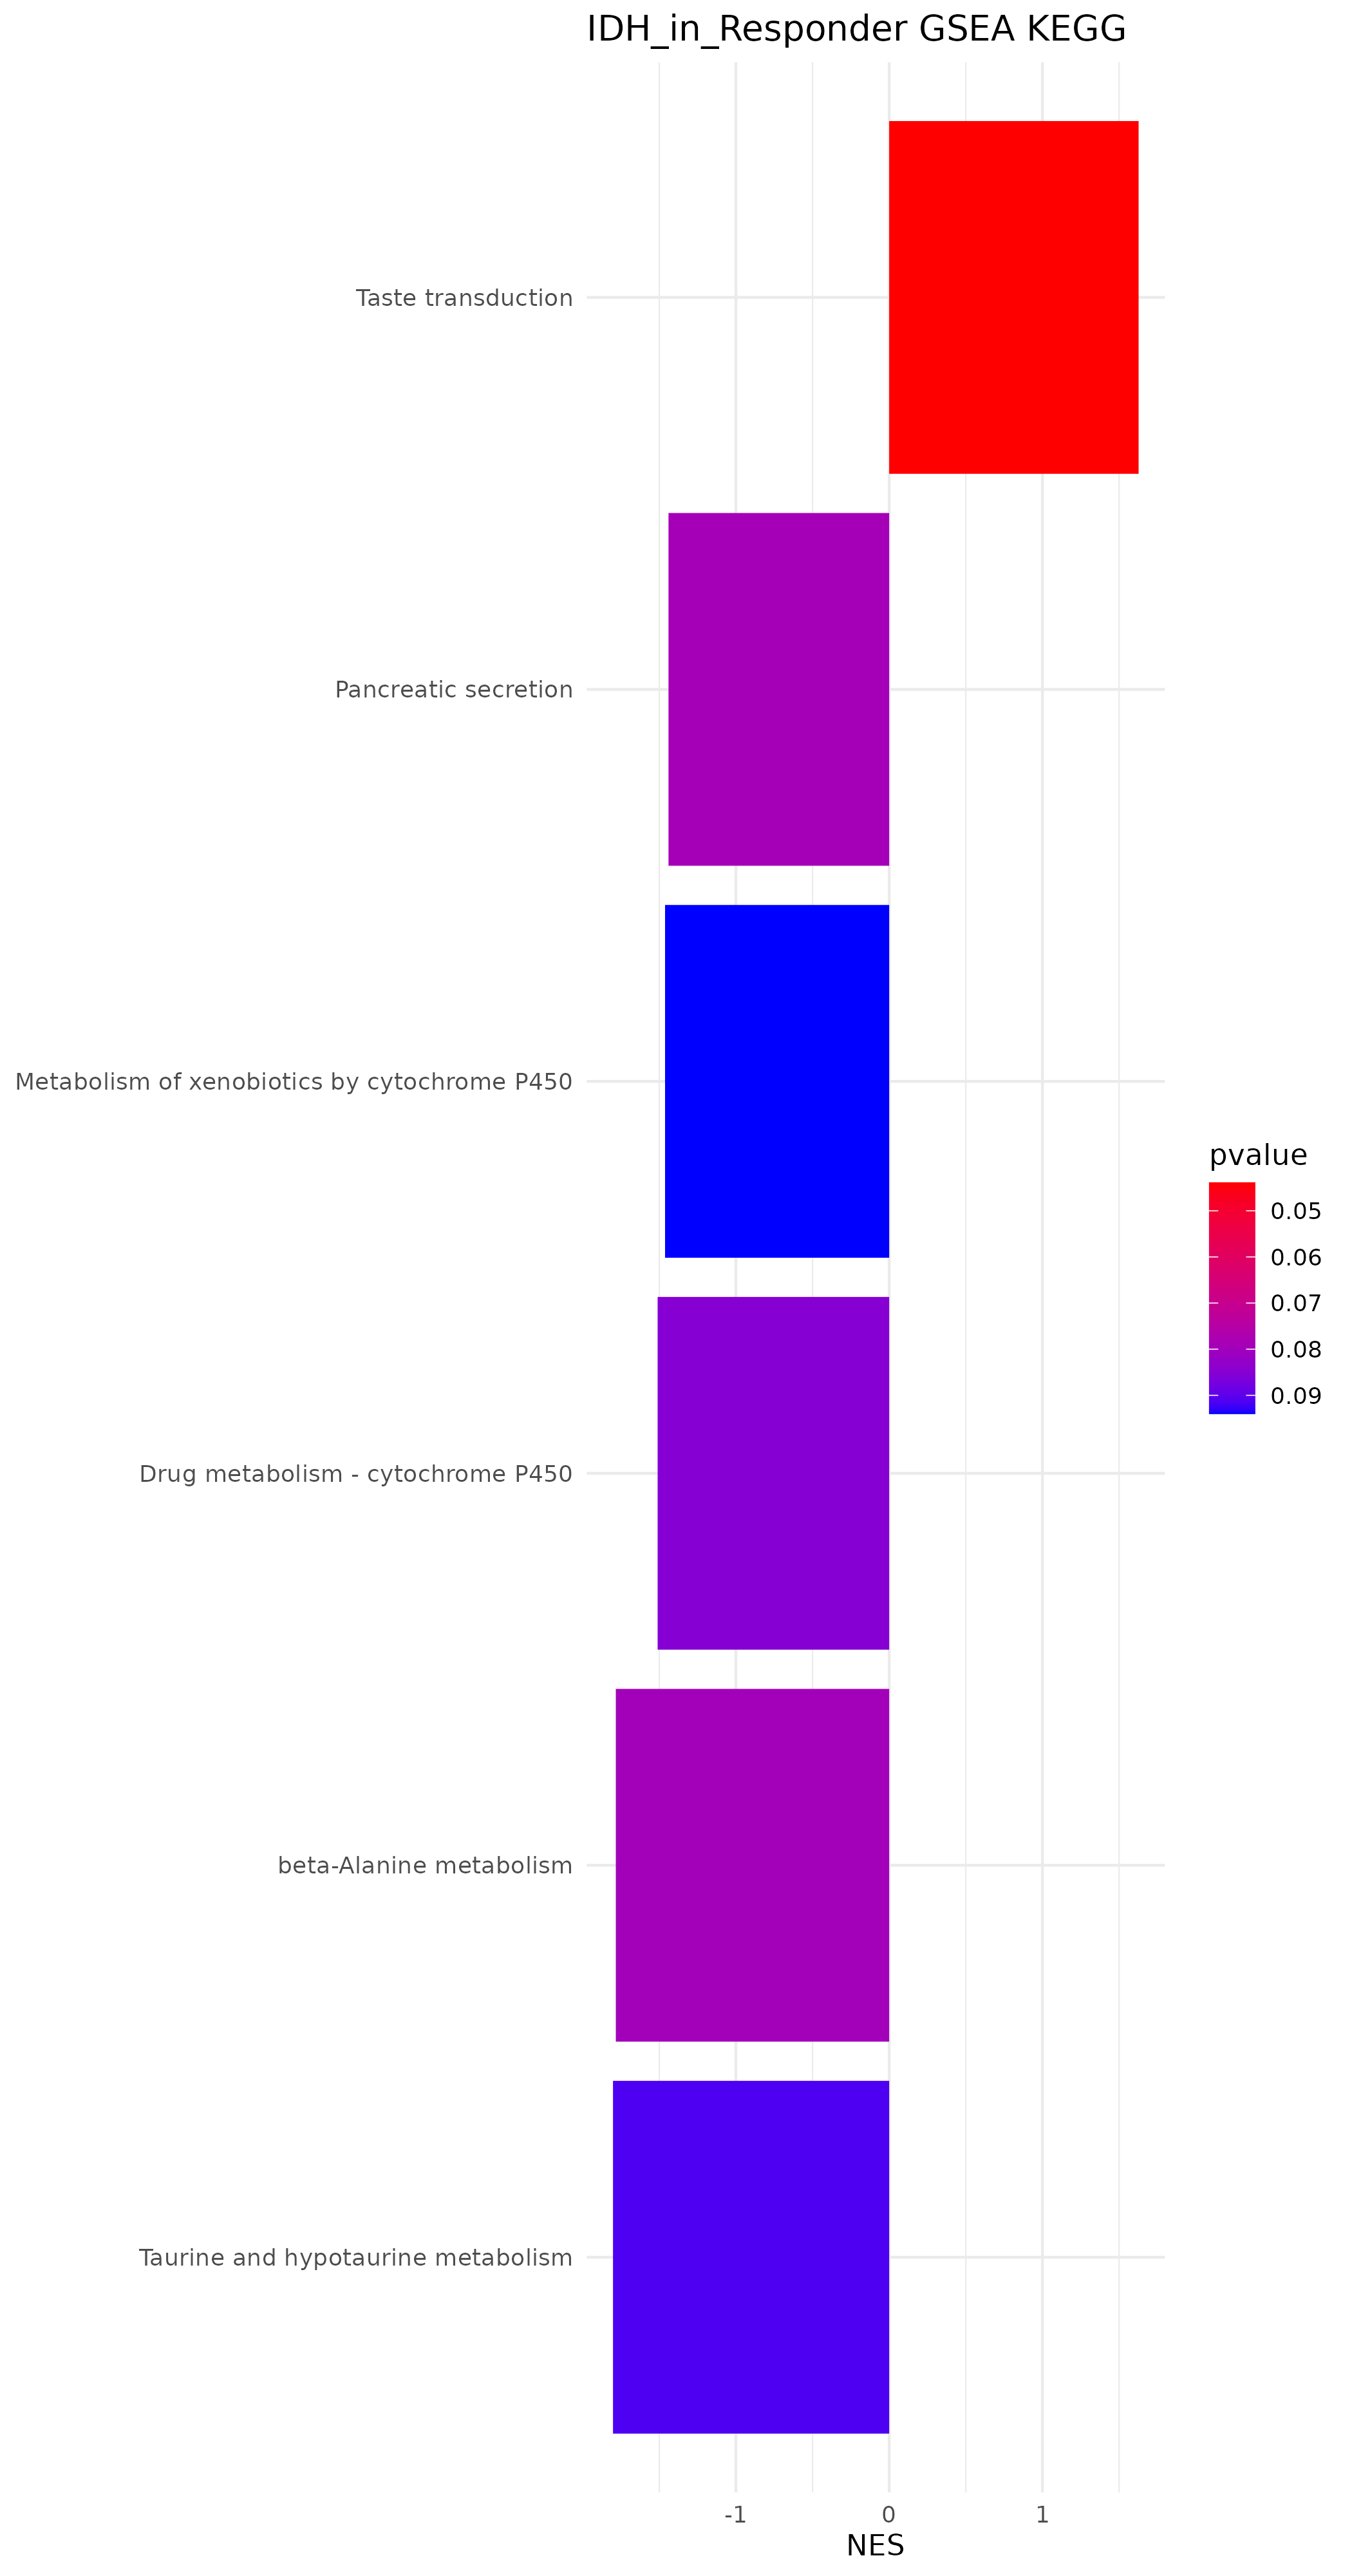 IDH_in_Responder GSEA KEGG
Taste transduction
Pancreatic secretion
Metabolism of xenobiotics by cytochrome P450
Drug metabolism - cytochrome P450
beta-Alanine metabolism
Taurine and hypotaurine metabolism
-1 0 1
NES
pvalue
0.05
0.06
0.07
0.08
0.09